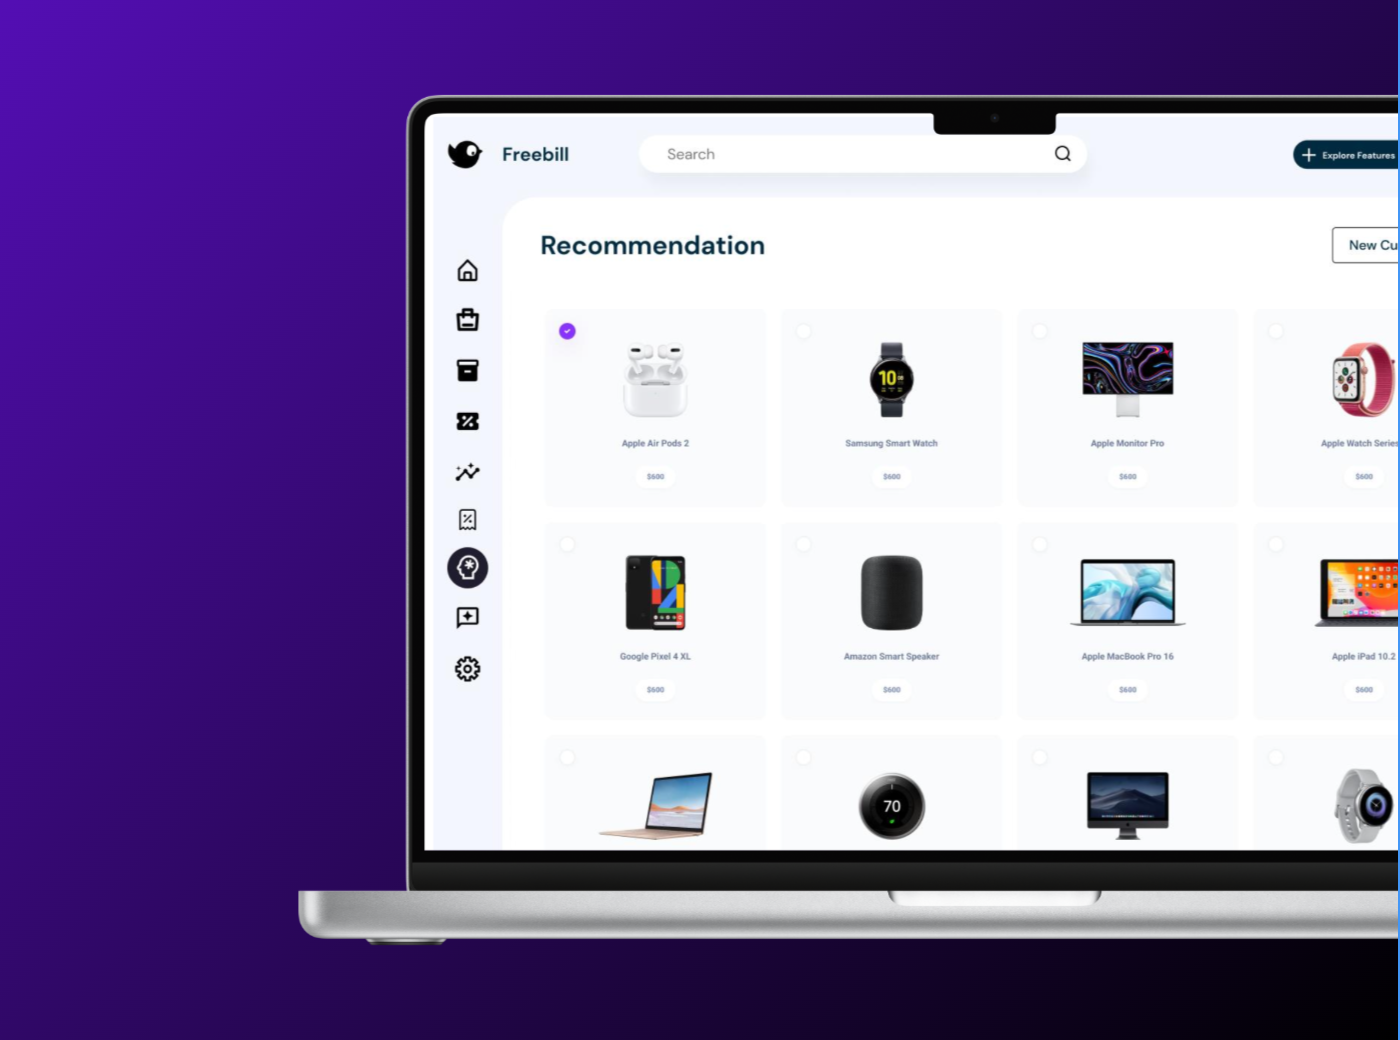 Freebill
Search
Explore Features
Recommendation
New Cu
Apple Air Pods 2
Samsung Smart Watch
Apple Monitor Pro
Apple Watch Series
$600
$600
$600
$600
Google Pixel 4 XL
Amazon Smart Speaker
Apple MacBook Pro 16
Apple iPad 10.2
$600
$600
$600
$600
10
70